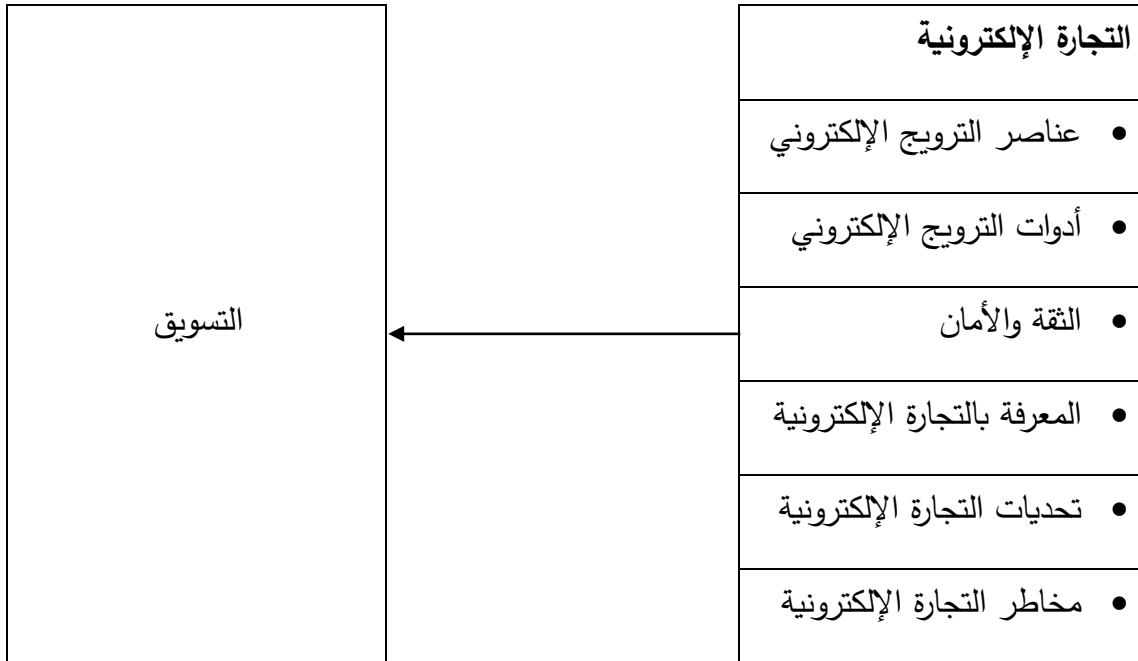 التجارة الإلكترونية
• عناصر الترويج الإلكتروني
• أدوات الترويج الإلكتروني
• الثقة والأمان
• المعرفة بالتجارة الإلكترونية
• تحديات التجارة الإلكترونية
• مخاطر التجارة الإلكترونية
التسويق